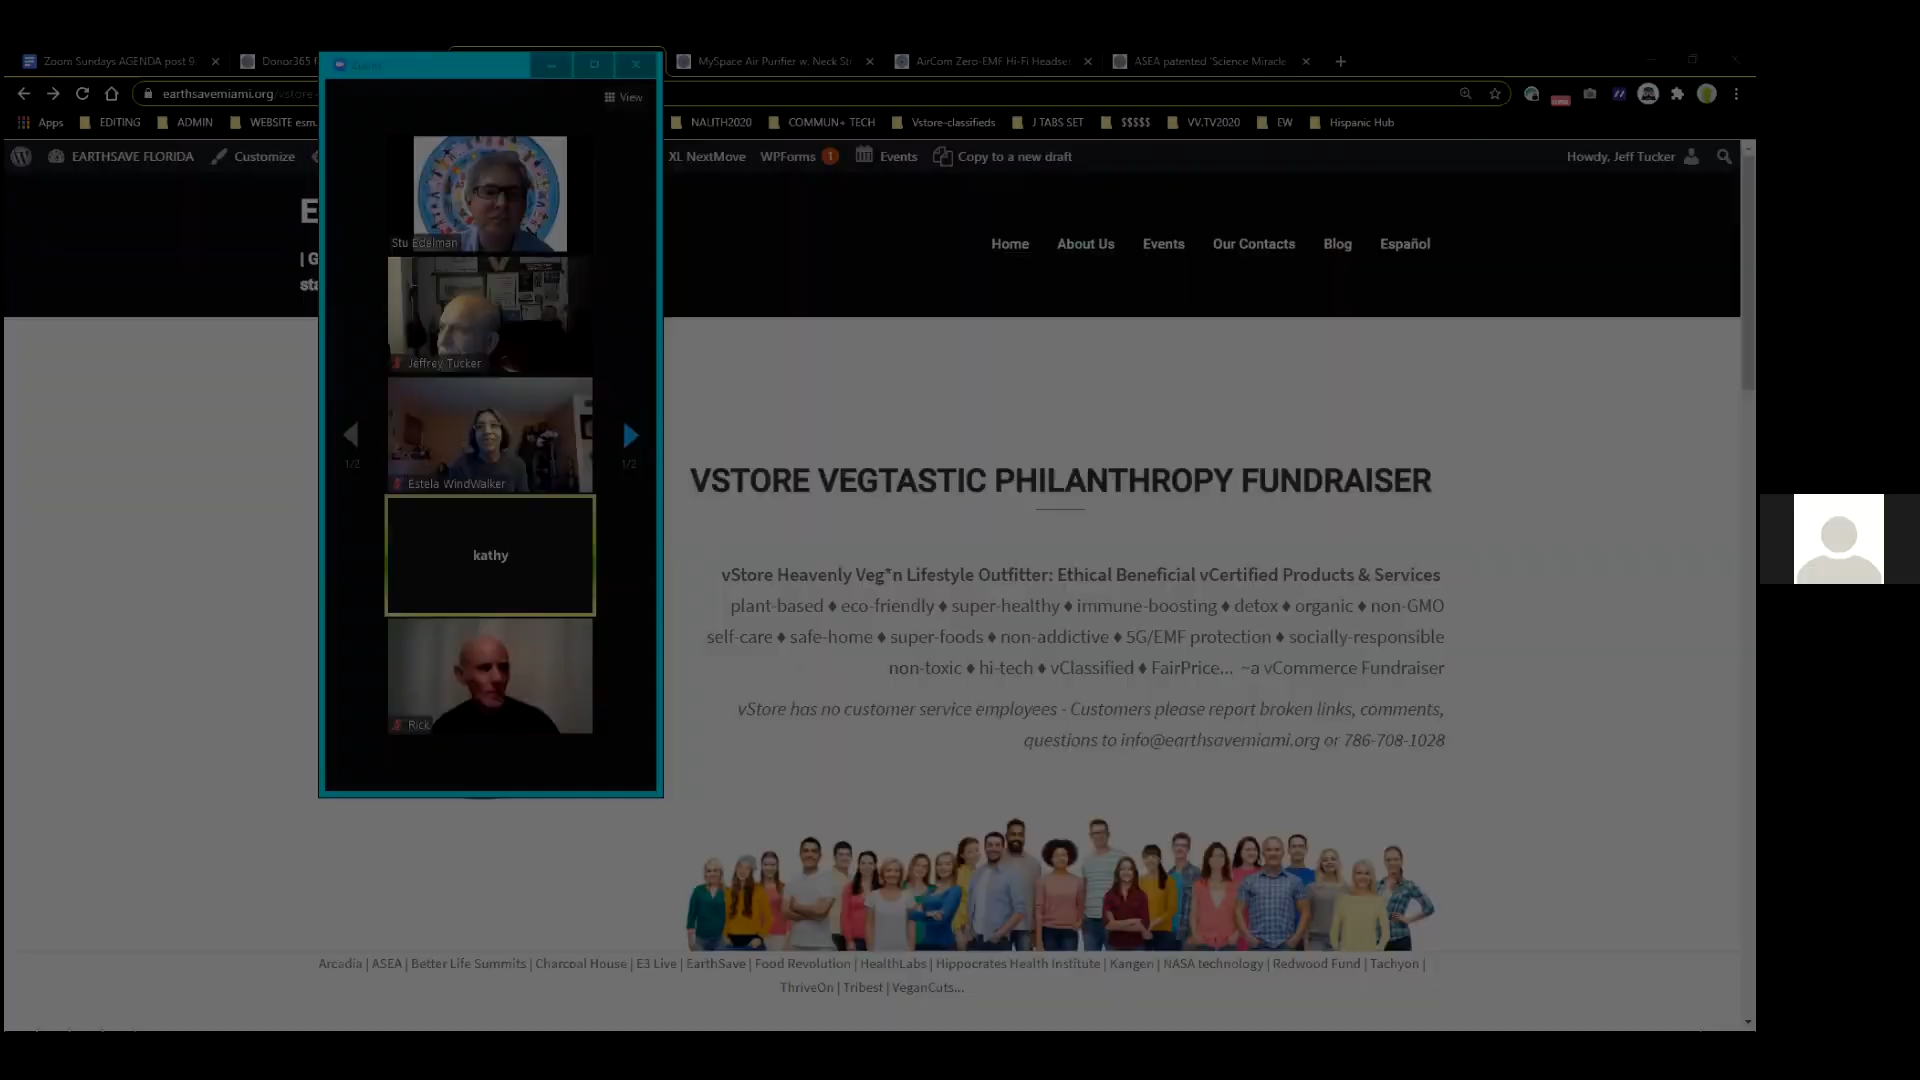 Zoom Sundays AGENDA post 9
Donor365 f
MySpace Air Purifier w. Neck St
AirCom Zero-EMF Hi-Fi Headset
ASEA patented 'Science Miracle
earthsavemiami.org/vstore
Apps
EDITING
ADMIN
WEBSITE esm.
NALITH2020
COMMUN+ TECH
Vstore-classifieds
J TABS SET
$$$$$
VV.TV2020
EW
Hispanic Hub
EARTHSAVE FLORIDA
Customize
XL NextMove
WPForms 1
Events
Copy to a new draft
Howdy, Jeff Tucker
Zoom
View
E
| G
sta
Home
About Us
Events
Our Contacts
Blog
Español
Stu Edelman
Jeffrey Tucker
Estela WindWalker
1/2
1/2
kathy
Rick
VSTORE VEGTASTIC PHILANTHROPY FUNDRAISER
vStore Heavenly Veg*n Lifestyle Outfitter: Ethical Beneficial vCertified Products & Services
plant-based ♦ eco-friendly ♦ super-healthy ♦ immune-boosting ♦ detox ♦ organic ♦ non-GMO
self-care ♦ safe-home ♦ super-foods ♦ non-addictive ♦ 5G/EMF protection ♦ socially-responsible
non-toxic ♦ hi-tech ♦ vClassified ♦ FairPrice... ~a vCommerce Fundraiser
vStore has no customer service employees - Customers please report broken links, comments,
questions to info@earthsavemiami.org or 786-708-1028
Arcadia | ASEA | Better Life Summits | Charcoal House | E3 Live | EarthSave | Food Revolution | HealthLabs | Hippocrates Health Institute | Kangen | NASA technology | Redwood Fund | Tachyon |
ThriveOn | Tribest | VeganCuts...